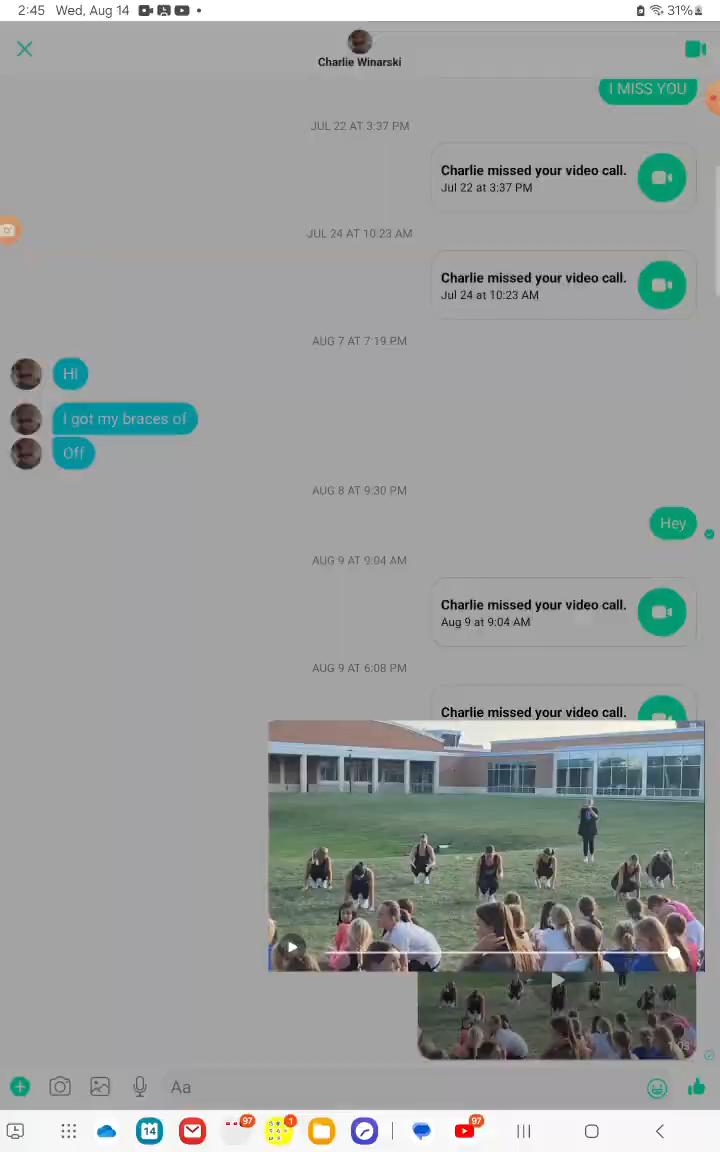 2:45 Wed, Aug 14
31%
Charlie Winarski
I MISS YOU
JUL 22 AT 3:37 PM
Charlie missed your video call.
Jul 22 at 3:37 PM
JUL 24 AT 10:23 AM
Charlie missed your video call.
Jul 24 at 10:23 AM
AUG 7 AT 7:19 PM
Hi
I got my braces of
Off
AUG 8 AT 9:30 PM
Hey
AUG 9 AT 9:04 AM
Charlie missed your video call.
Aug 9 at 9:04 AM
AUG 9 AT 6:08 PM
Charlie missed your video call.
Aa
14
97
1
97